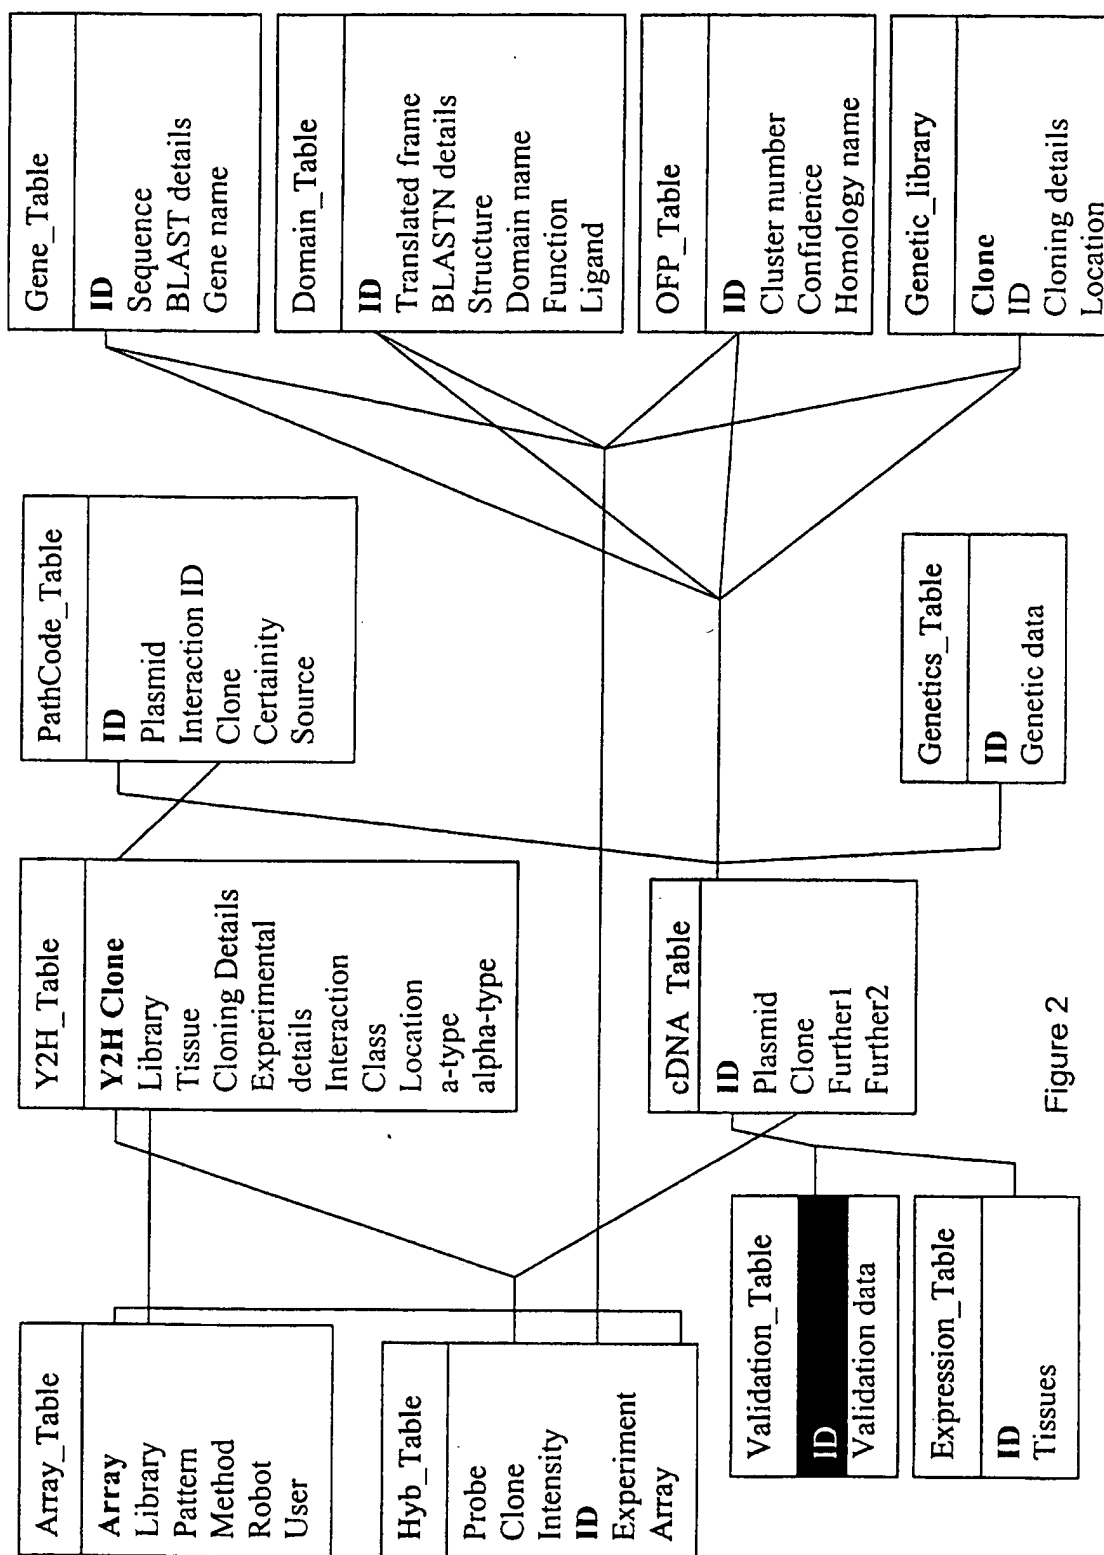 Array_Table
Array
Library
Pattern
Method
Robot
User
Hyb_Table
Probe
Clone
Intensity
ID
Experiment
Array
Validation_Table
ID
Validation data
Expression_Table
ID
Tissues
Y2H_Table
Y2H Clone
Library
Tissue
Cloning Details
Experimental
details
Interaction
Class
Location
a-type
alpha-type
cDNA_Table
ID
Plasmid
Clone
Further1
Further2
PathCode_Table
ID
Plasmid
Interaction ID
Clone
Certainity
Source
Genetics_Table
ID
Genetic data
Gene_Table
ID
Sequence
BLAST details
Gene name
Domain_Table
ID
Translated frame
BLASTN details
Structure
Domain name
Function
Ligand
OFP_Table
ID
Cluster number
Confidence
Homology name
Genetic_library
Clone
ID
Cloning details
Location
Figure 2